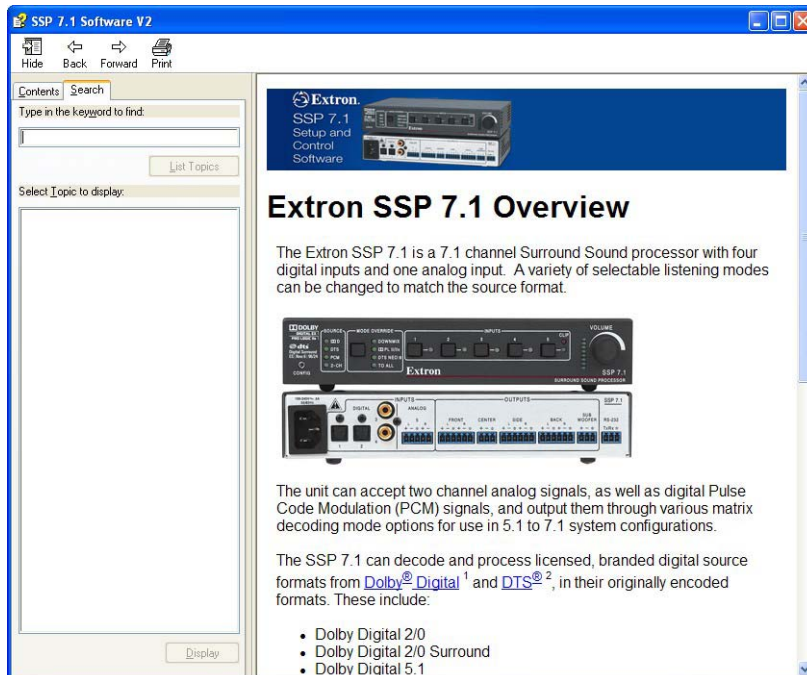 SSP 7.1 Software V2
Hide Back Forward Print
Contents Search
Type in the keyword to find:
List Topics
Select Topic to display:
Display
Extron.
SSP 7.1
Setup and
Control
Software
Extron SSP 7.1 Overview
The Extron SSP 7.1 is a 7.1 channel Surround Sound processor with four
digital inputs and one analog input. A variety of selectable listening modes
can be changed to match the source format.
DOLBY
SOURCE
MODE OVERRIDE
INPUTS
CLIP
VOLUME
DTS
PCM
2-CH
DOWNMIX
TO ALL
CONFIG
Extron
SSP 7.1
SURROUND SOUND PROCESSOR
INPUTS
OUTPUTS
SSP 7.1
DIGITAL
ANALOG
FRONT
CENTER
SIDE
BACK
SUB
WOOFER
RS-232
1 2
The unit can accept two channel analog signals, as well as digital Pulse
Code Modulation (PCM) signals, and output them through various matrix
decoding mode options for use in 5.1 to 7.1 system configurations.
The SSP 7.1 can decode and process licensed, branded digital source
formats from Dolby® Digital 1 and DTS® 2, in their originally encoded
formats. These include:
• Dolby Digital 2/0
• Dolby Digital 2/0 Surround
• Dolby Digital 5.1